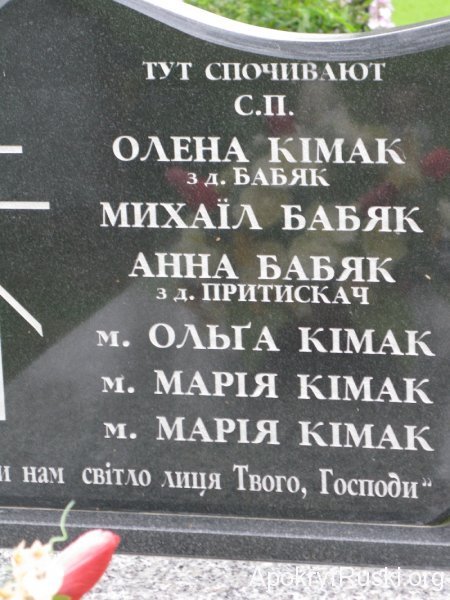 ТУТ СПОЧИВАЮТ
С.П.
ОЛЕНА КІМАК
з д. БАБЯК
МИХАЇЛ БАБЯК
АННА БАБЯК
з д. ПРИТИСКАЧ
м. ОЛЬҐА КІМАК
м. МАРІЯ КІМАК
м. МАРІЯ КІМАК
нам світло лиця Твого, Господи"
ApokryfRuski.org